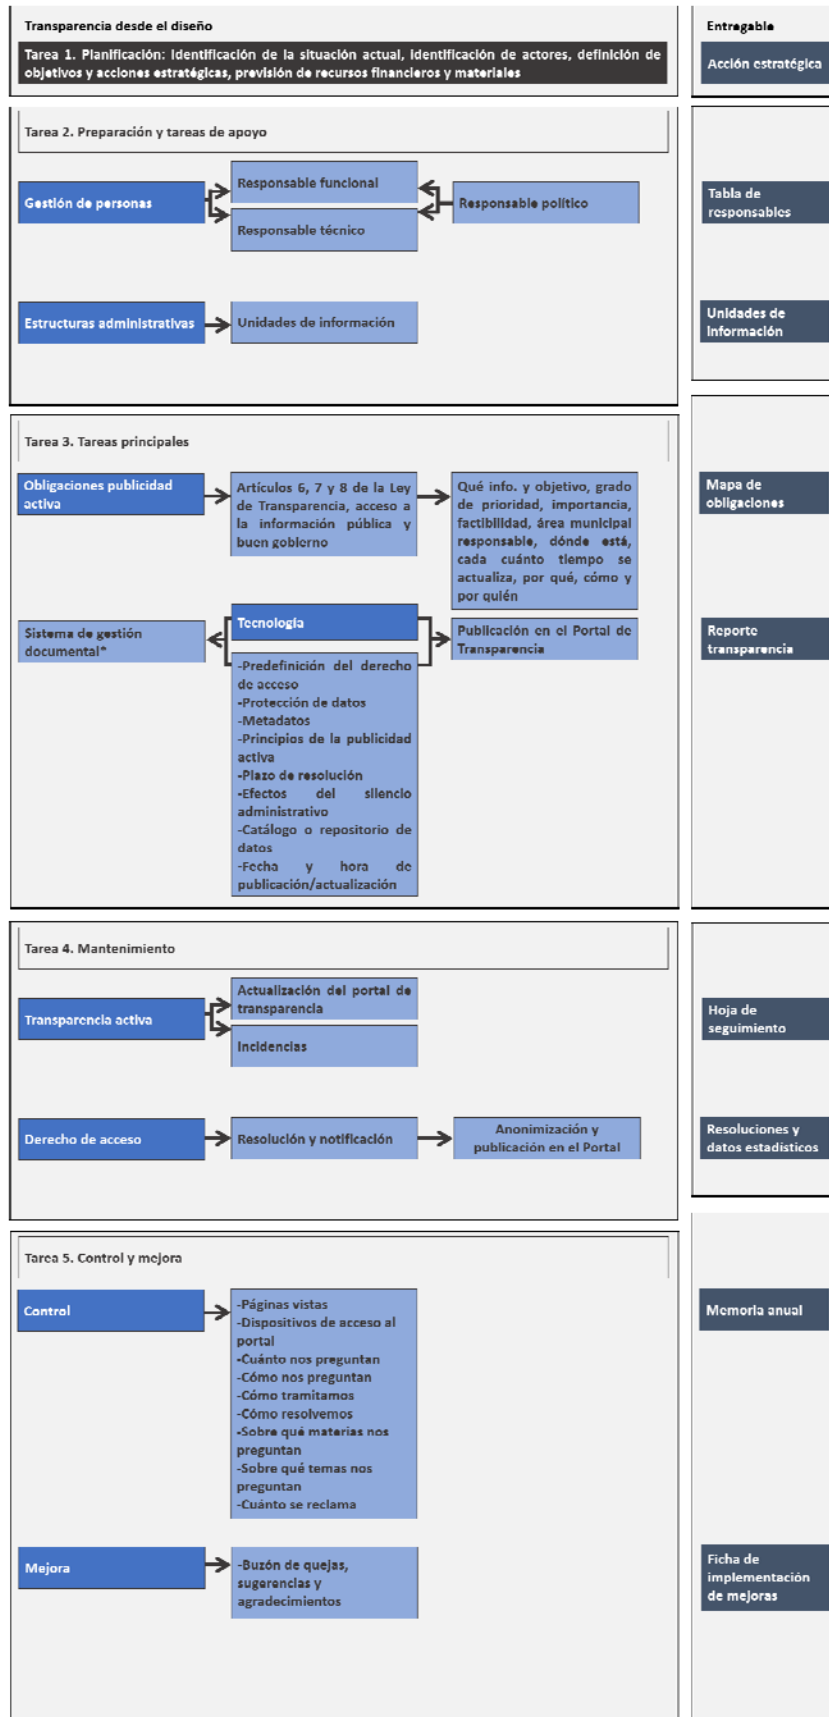 Transparencia desde el diseño
Entregable
Tarea 1. Planificación: Identificación de la situación actual, identificación de actores, definición de
objetivos y acciones estratégicas, previsión de recursos financieros y materiales
Acción estratégica
Tarea 2. Preparación y tareas de apoyo
Gestión de personas
Responsable funcional
Responsable técnico
Responsable político
Tabla de
responsables
Estructuras administrativas
Unidades de información
Unidades de
información
Tarea 3. Tareas principales
Obligaciones publicidad
activa
Artículos 6, 7 y 8 de la Ley
de Transparencia, acceso a
la información pública y
buen gobierno
Qué info. y objetivo, grado
de prioridad, importancia,
factibilidad, área municipal
responsable, dónde está,
cada cuánto tiempo se
actualiza, por qué, cómo y
por quién
Mapa de
obligaciones
Sistema de gestión
documental*
Tecnología
-Predefinición del derecho
de acceso
-Protección de datos
-Metadatos
-Principios de la publicidad
activa
-Plazo de resolución
-Efectos del silencio
administrativo
-Catálogo o repositorio de
datos
-Fecha y hora de
publicación/actualización
Publicación en el Portal de
Transparencia
Reporte
transparencia
Tarea 4. Mantenimiento
Transparencia activa
Actualización del portal de
transparencia
Incidencias
Hoja de
seguimiento
Derecho de acceso
Resolución y notificación
Anonimización y
publicación en el Portal
Resoluciones y
datos estadísticos
Tarea 5. Control y mejora
Control
-Páginas vistas
-Dispositivos de acceso al
portal
-Cuánto nos preguntan
-Cómo nos preguntan
-Cómo tramitamos
-Cómo resolvemos
-Sobre qué materias nos
preguntan
-Sobre qué temas nos
preguntan
-Cuánto se reclama
Memoria anual
Mejora
-Buzón de quejas,
sugerencias y
agradecimientos
Ficha de
implementación
de mejoras